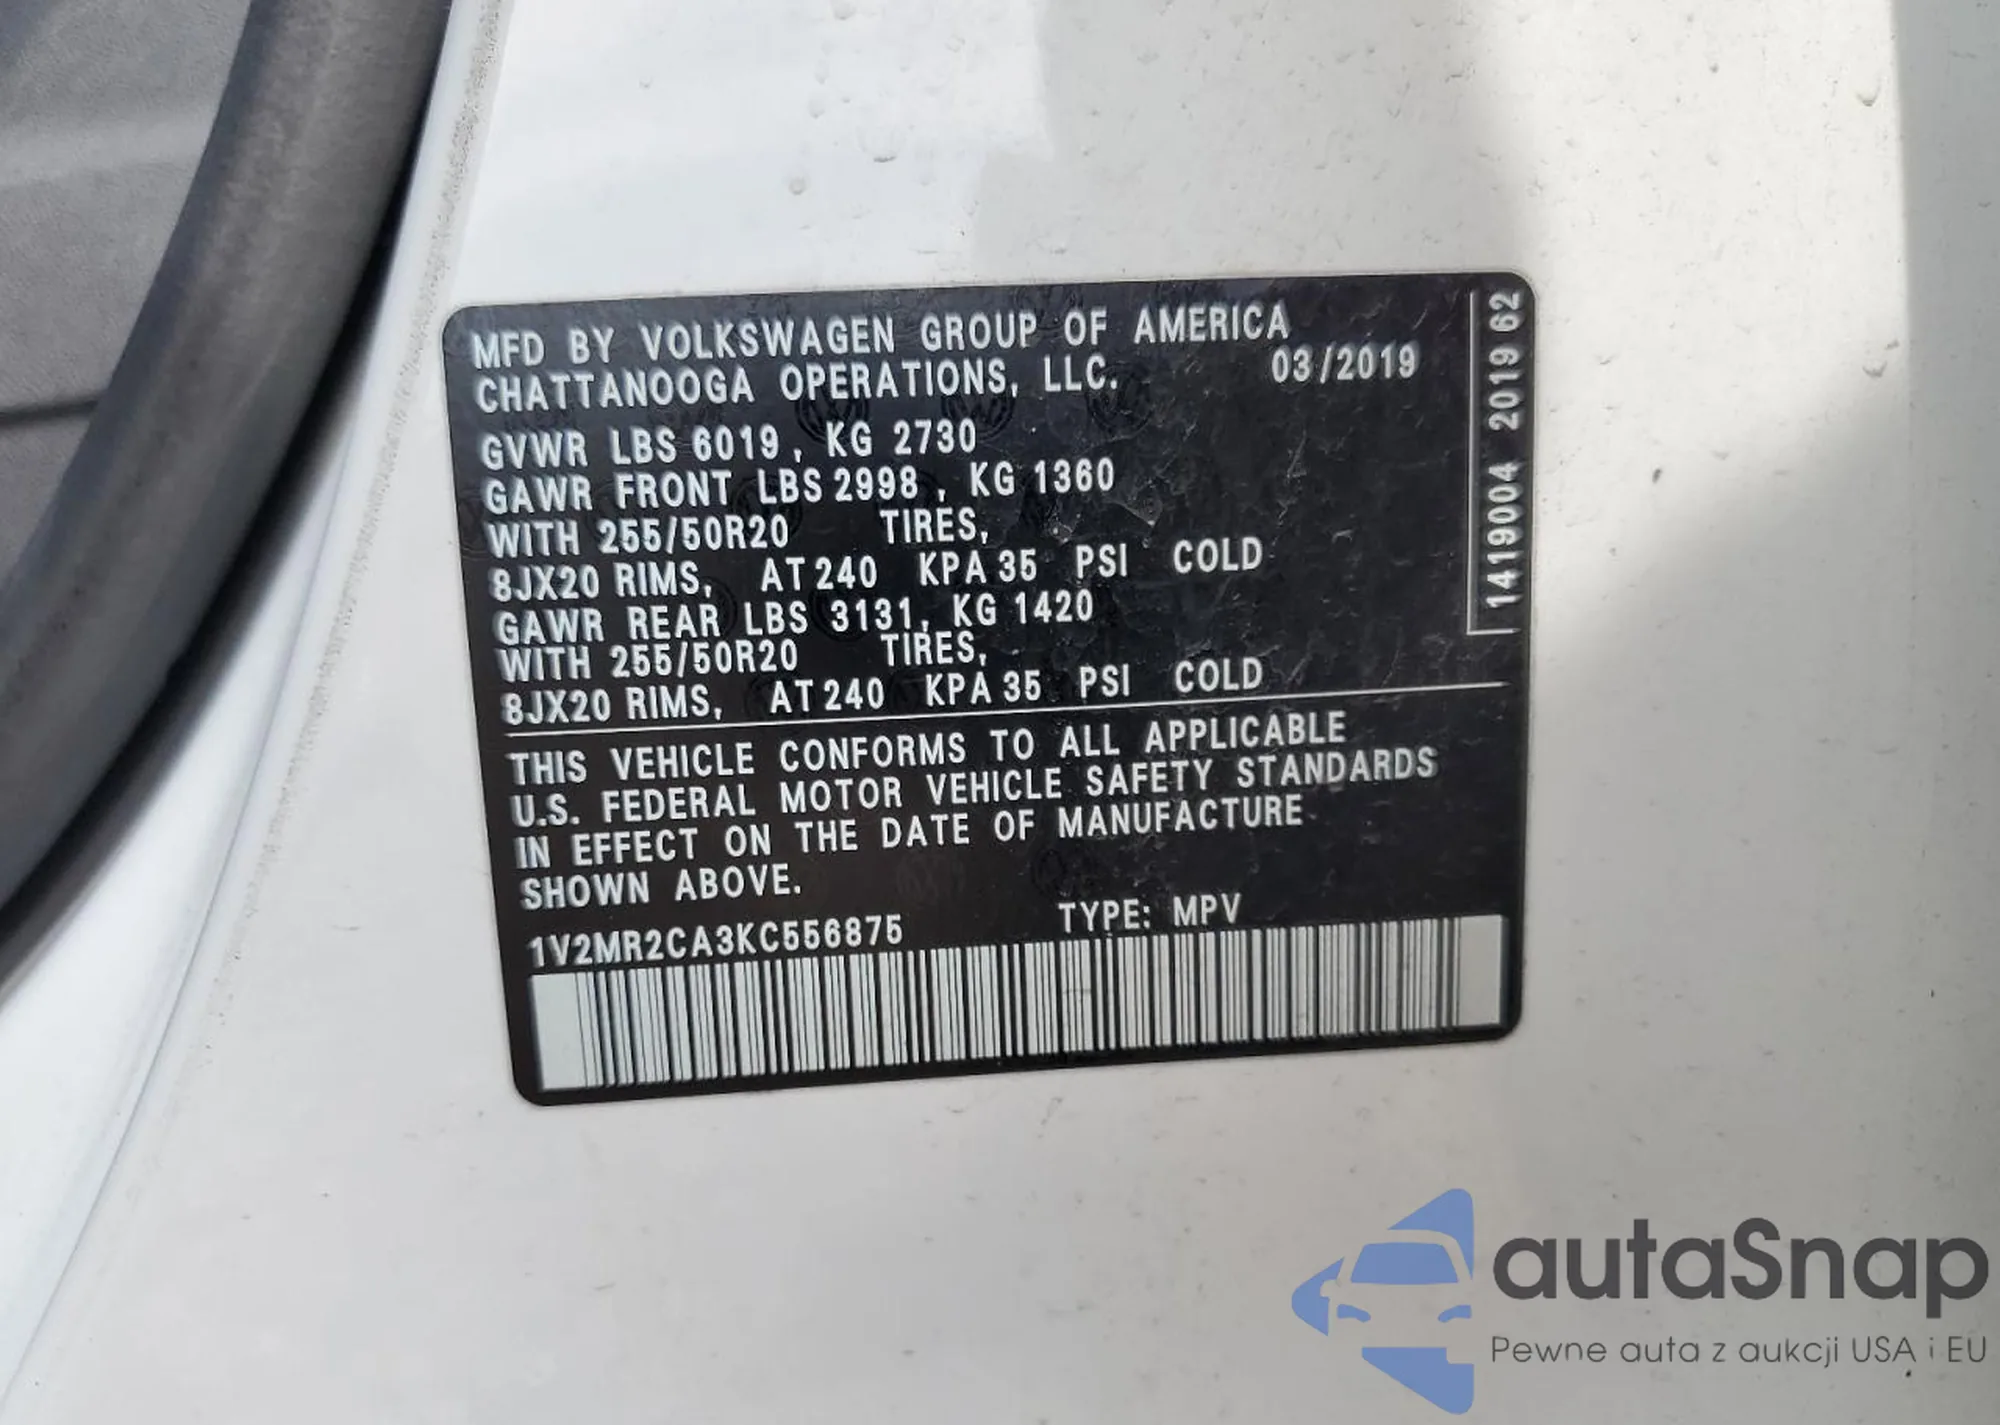 MFD BY VOLKSWAGEN GROUP OF AMERICA
CHATTANOOGA OPERATIONS, LLC. 03/2019
GVWR LBS 6019, KG 2730
GAWR FRONT LBS 2998, KG 1360
WITH 255/50R20 TIRES,
8JX20 RIMS, AT 240 KPA 35 PSI COLD
GAWR REAR LBS 3131, KG 1420
WITH 255/50R20 TIRES,
8JX20 RIMS, AT 240 KPA 35 PSI COLD
THIS VEHICLE CONFORMS TO ALL APPLICABLE
U.S. FEDERAL MOTOR VEHICLE SAFETY STANDARDS
IN EFFECT ON THE DATE OF MANUFACTURE
SHOWN ABOVE.
1V2MR2CA3KC556875 TYPE: MPV
14190004 2019 62
autaSnap
Pewne auta z aukcji USA i EU